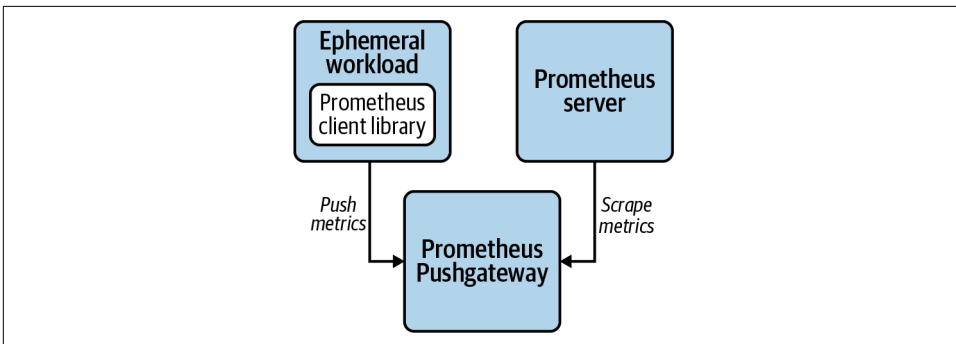 Ephemeral
workload
Prometheus
client library
Prometheus
server
Push
metrics
Scrape
metrics
Prometheus
Pushgateway